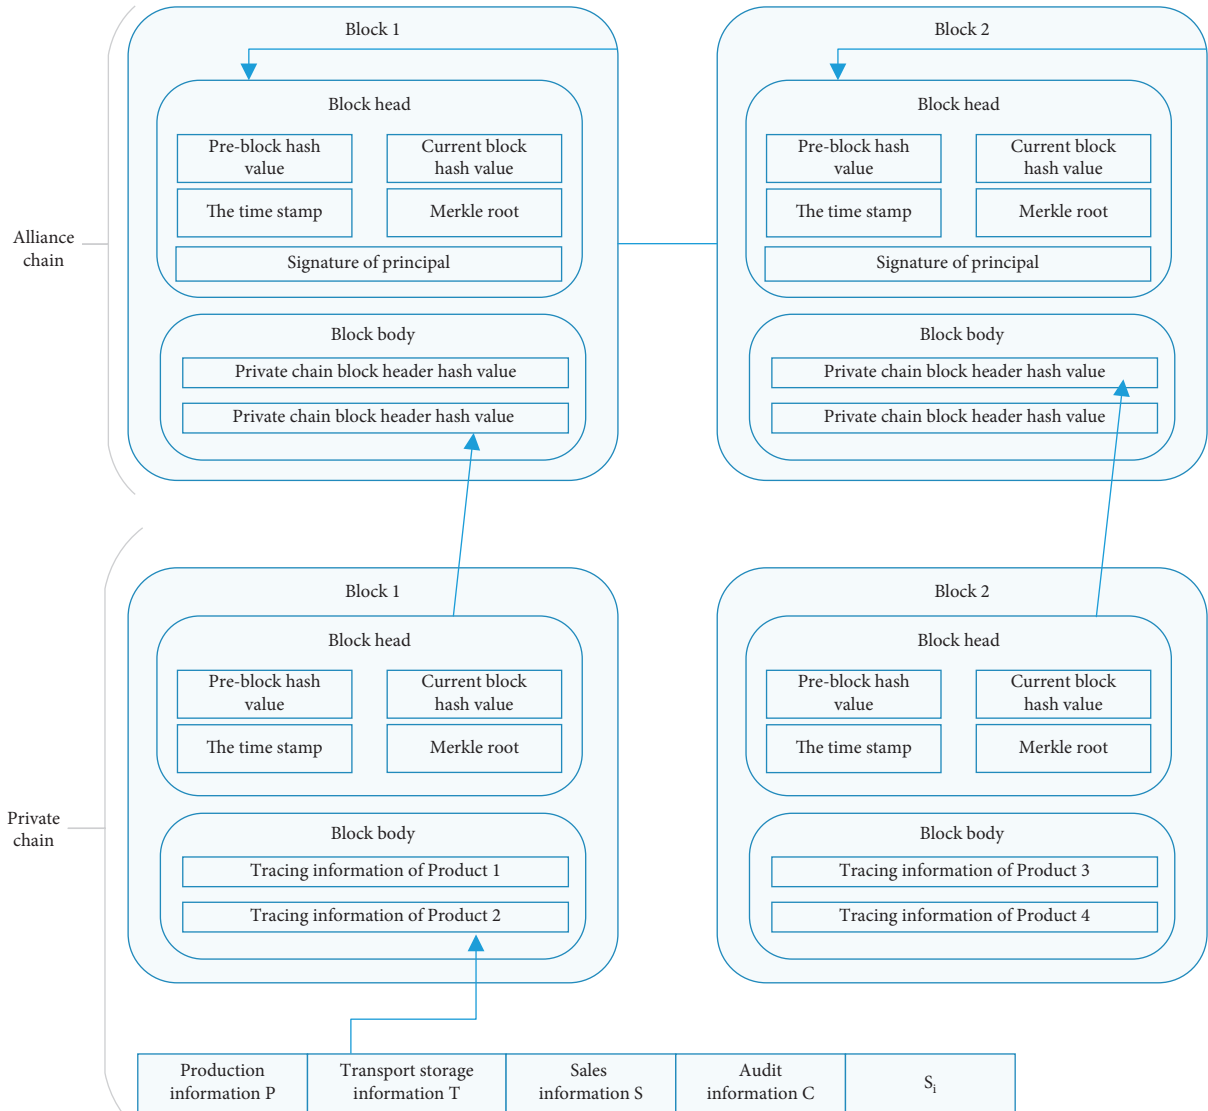 Block 1
Block head
Pre-block hash
value
Current block
hash value
The time stamp
Merkle root
Signature of principal
Block body
Private chain block header hash value
Private chain block header hash value
Block 2
Block head
Pre-block hash
value
Current block
hash value
The time stamp
Merkle root
Signature of principal
Block body
Private chain block header hash value
Private chain block header hash value
Alliance
chain
Block 1
Block head
Pre-block hash
value
Current block
hash value
The time stamp
Merkle root
Block body
Tracing information of Product 1
Tracing information of Product 2
Block 2
Block head
Pre-block hash
value
Current block
hash value
The time stamp
Merkle root
Block body
Tracing information of Product 3
Tracing information of Product 4
Private
chain
Production
information P
Transport storage
information T
Sales
information S
Audit
information C
Si